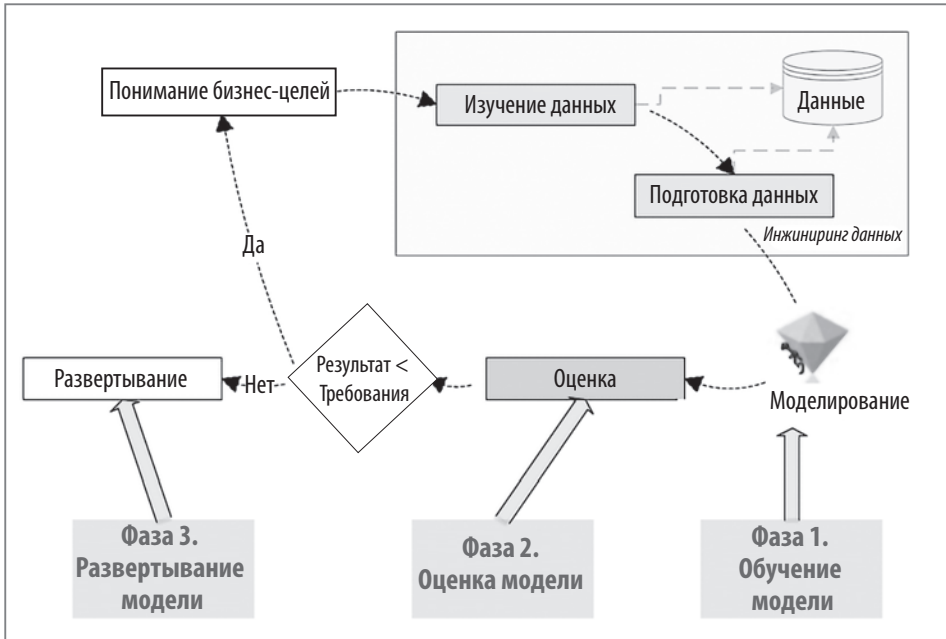 Понимание бизнес-целей
Изучение данных
Данные
Подготовка данных
Инжиниринг данных
Да
Развертывание
Нет
Результат <
Требования
Оценка
Моделирование
Фаза 3.
Развертывание
модели
Фаза 2.
Оценка модели
Фаза 1.
Обучение
модели